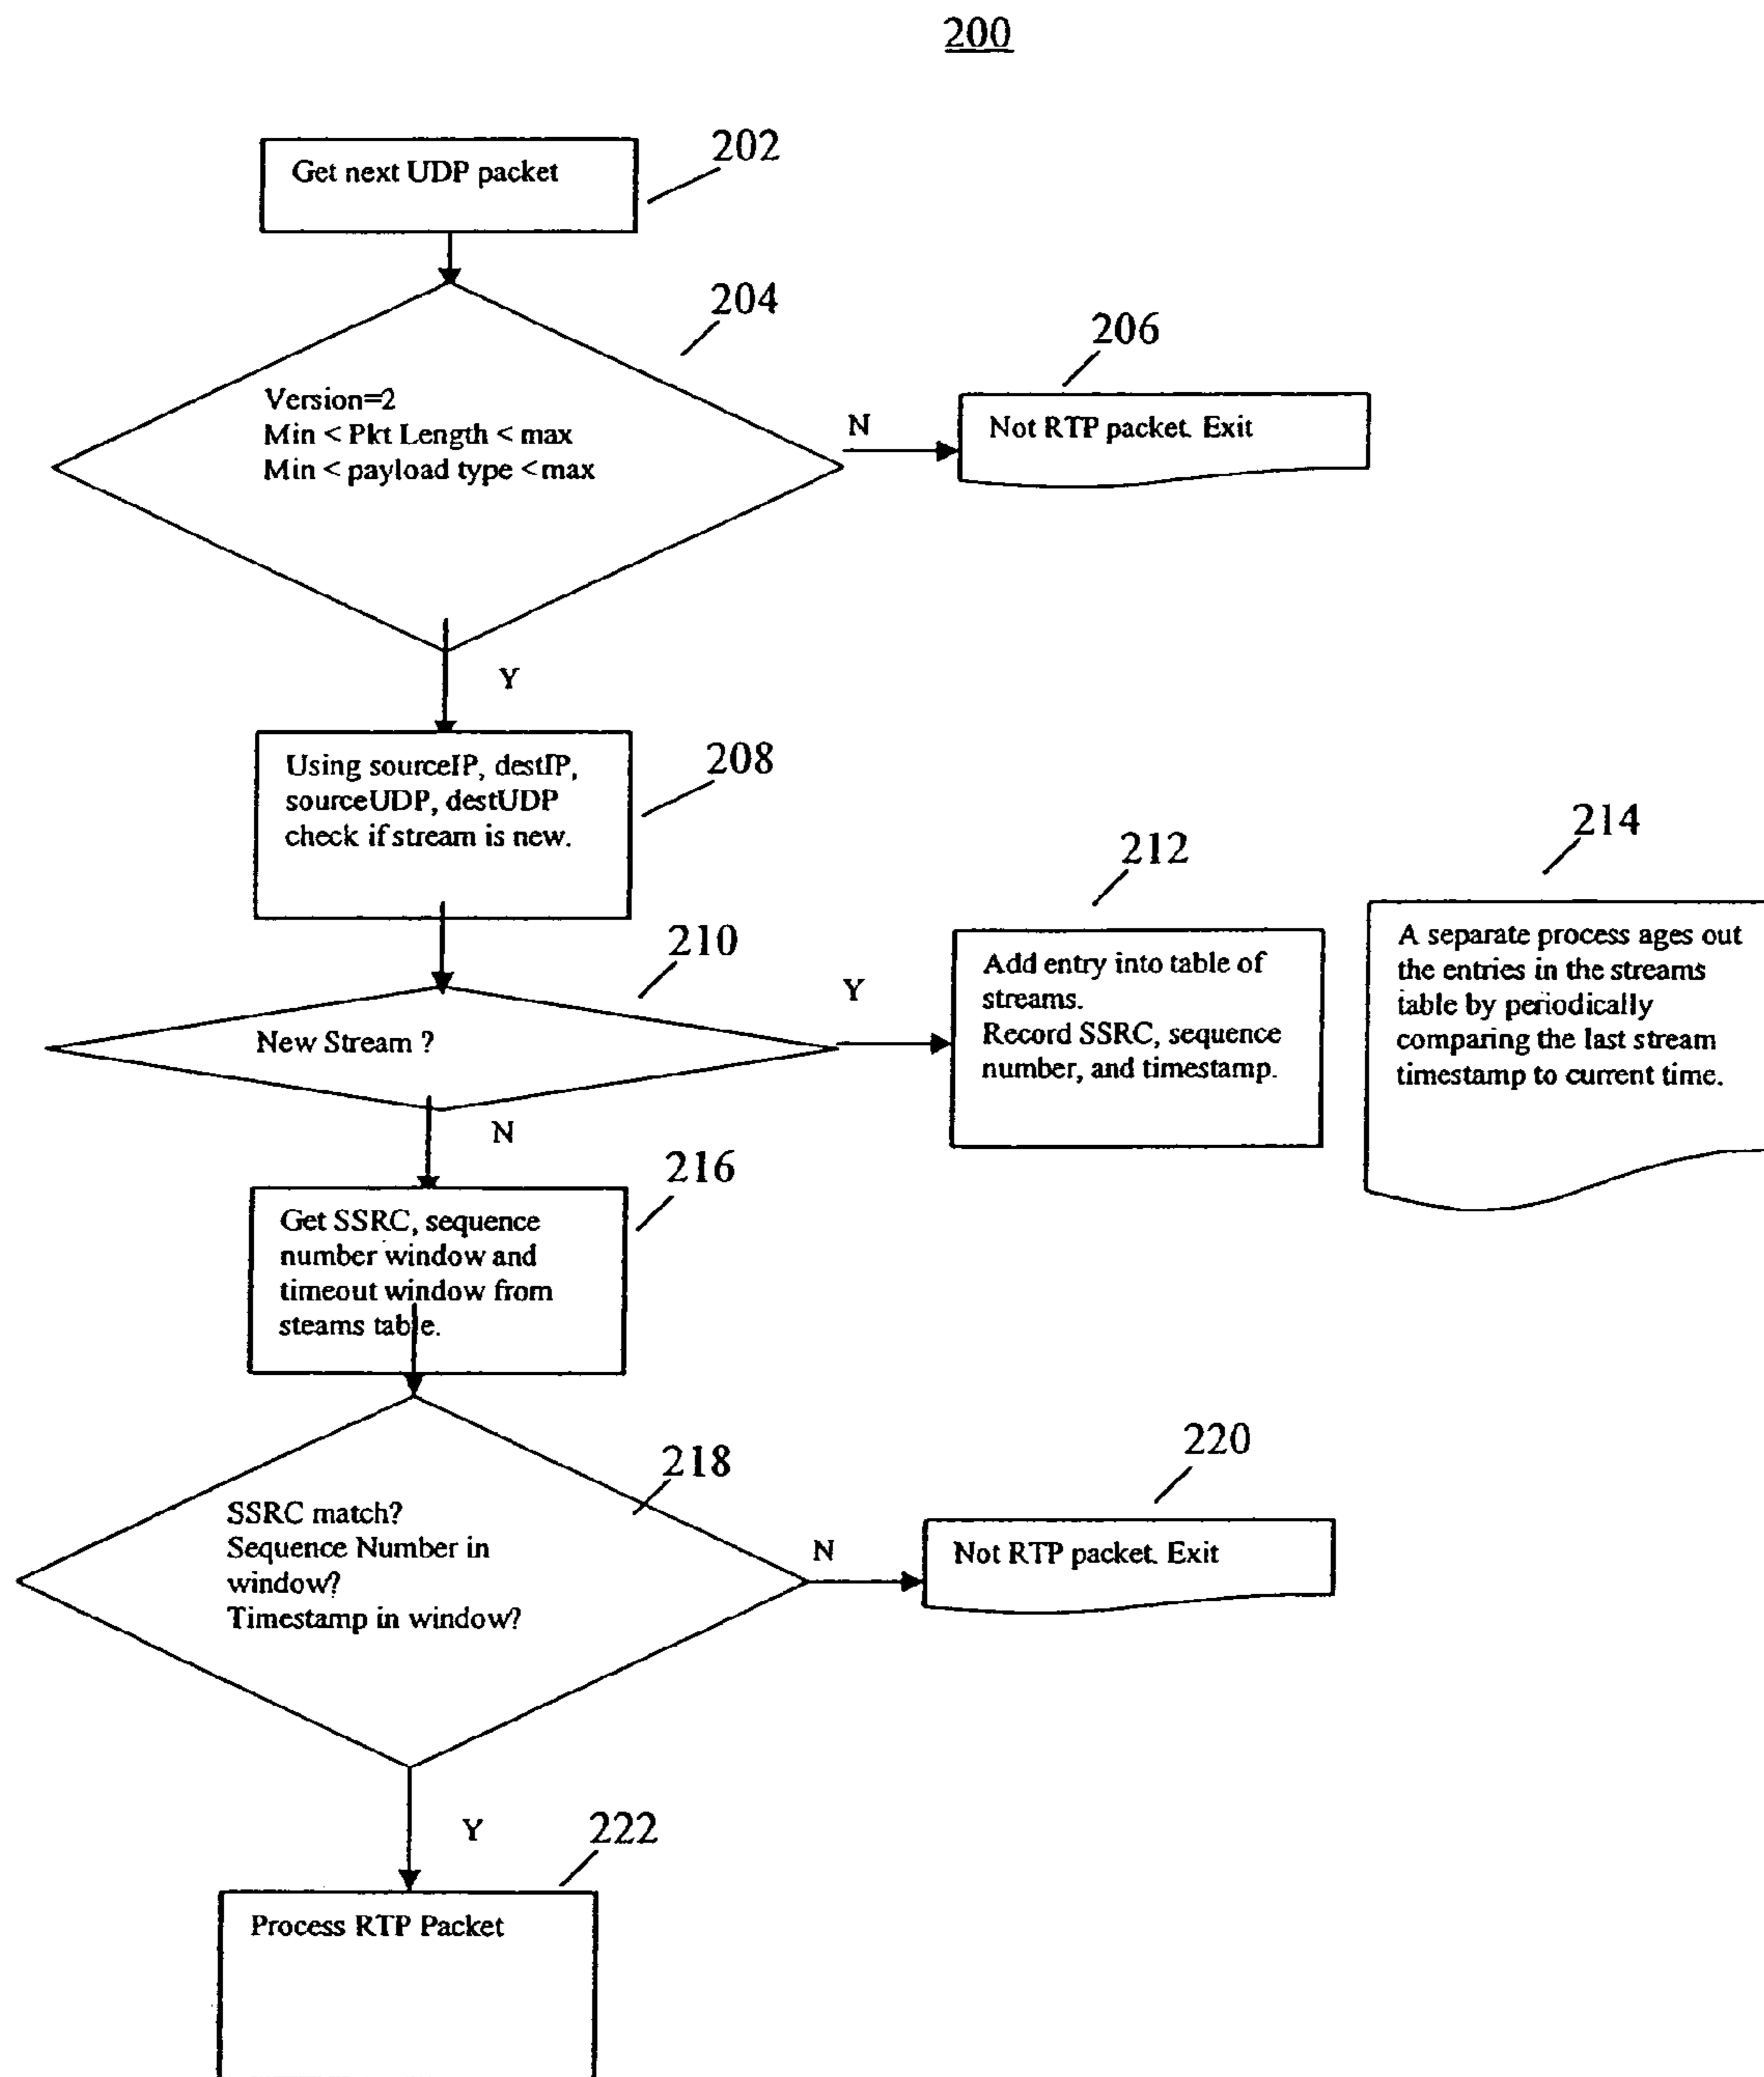 200
202
Get next UDP packet
204
Version=2
Min < Pkt Length < max
Min < payload type <max
N
206
Not RTP packet. Exit
Y
208
Using sourceIP, destIP,
sourceUDP, destUDP
check if stream is new.
210
New Stream ?
Y
212
Add entry into table of
streams.
Record SSRC, sequence
number, and timestamp.
214
A separate process ages out
the entries in the streams
table by periodically
comparing the last stream
timestamp to current time.
N
216
Get SSRC, sequence
number window and
timeout window from
steams table.
218
SSRC match?
Sequence Number in
window?
Timestamp in window?
N
220
Not RTP packet. Exit
Y
222
Process RTP Packet